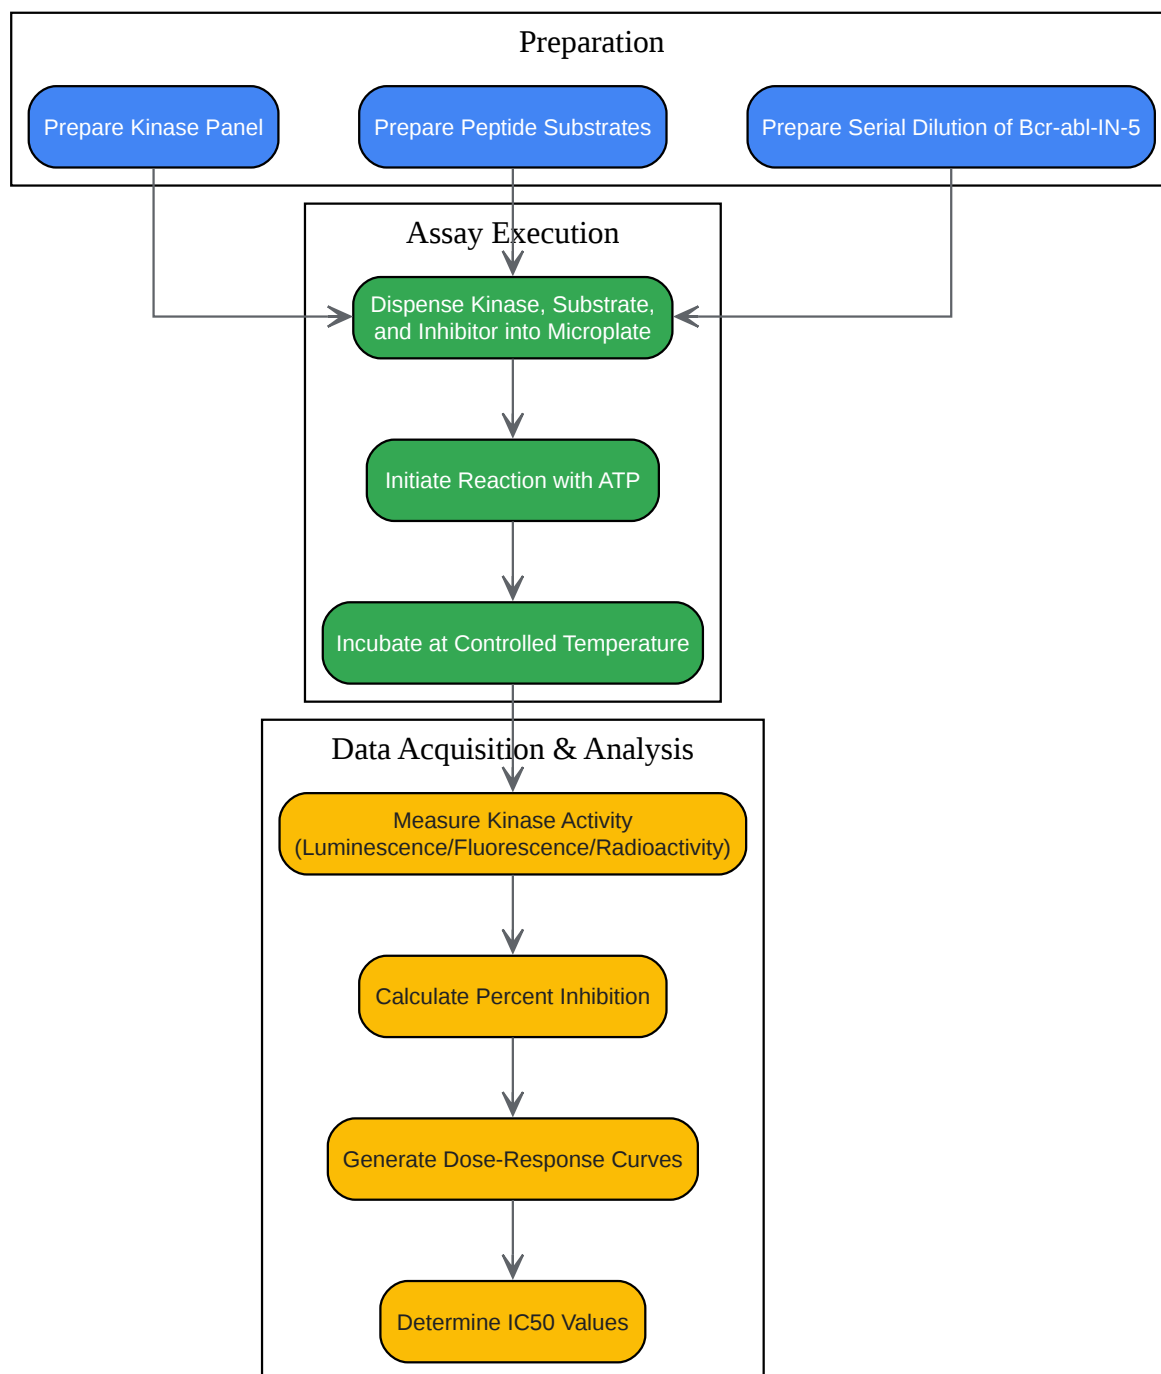 Preparation
Prepare Kinase Panel
Prepare Peptide Substrates
Prepare Serial Dilution of Bcr-abl-IN-5
Assay Execution
Dispense Kinase, Substrate,
and Inhibitor into Microplate
Initiate Reaction with ATP
Incubate at Controlled Temperature
Data Acquisition & Analysis
Measure Kinase Activity
(Luminescence/Fluorescence/Radioactivity)
Calculate Percent Inhibition
Generate Dose-Response Curves
Determine IC50 Values